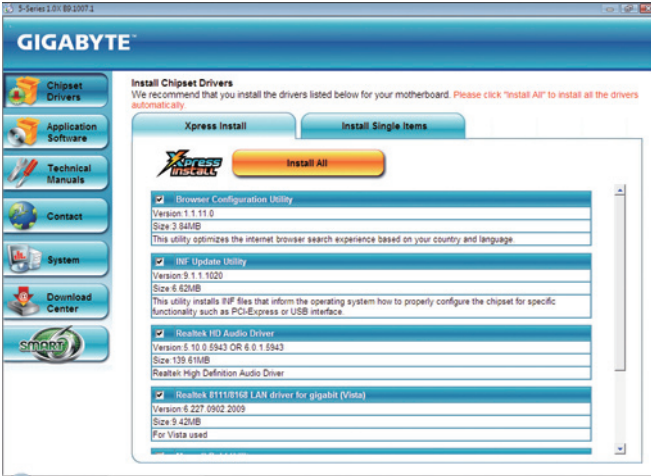 5-Series 1.0X B9.1007.1
GIGABYTE
Chipset
Drivers
Application
Software
Technical
Manuals
Contact
System
Download
Center
SMART
Install Chipset Drivers
We recommend that you install the drivers listed below for your motherboard. Please click "Install All" to install all the drivers
automatically.
Xpress Install
Install Single Items
Xpress
INSTALL
Install All
Browser Configuration Utility
Version:1.1.11.0
Size:3.84MB
This utility optimizes the internet browser search experience based on your country and language.
INF Update Utility
Version:9.1.1.1020
Size:6.62MB
This utility installs INF files that inform the operating system how to properly configure the chipset for specific
functionality such as PCI-Express or USB interface.
Realtek HD Audio Driver
Version:5.10.0.5943 OR 6.0.1.5943
Size:139.61MB
Realtek High Definition Audio Driver
Realtek 8111/8168 LAN driver for gigabit (Vista)
Version:6.227.0902.2009
Size:9.42MB
For Vista used